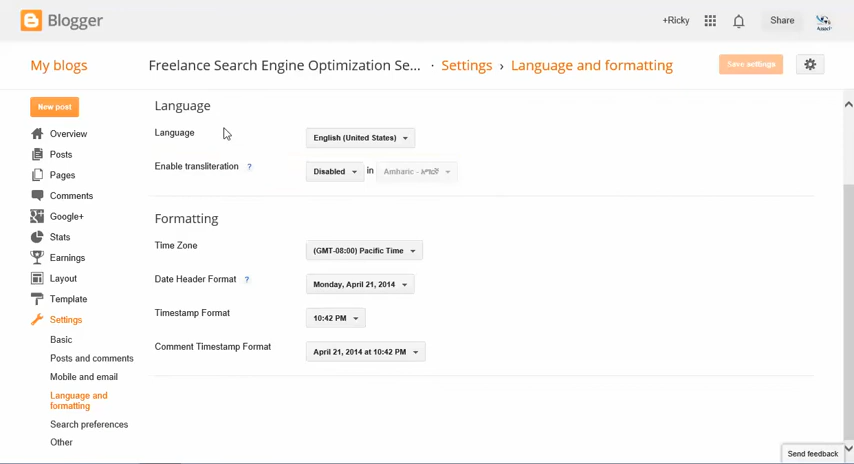 Blogger
+Ricky
Share
My blogs
Freelance Search Engine Optimization Se... · Settings › Language and formatting
Save settings
New post
Overview
Posts
Pages
Comments
Google+
Stats
Earnings
Layout
Template
Settings
Basic
Posts and comments
Mobile and email
Language and
formatting
Search preferences
Other
Language
Language
English (United States)
Enable transliteration ?
Disabled in Amharic - አማርኛ
Formatting
Time Zone
(GMT-08:00) Pacific Time
Date Header Format ?
Monday, April 21, 2014
Timestamp Format
10:42 PM
Comment Timestamp Format
April 21, 2014 at 10:42 PM
Send feedback